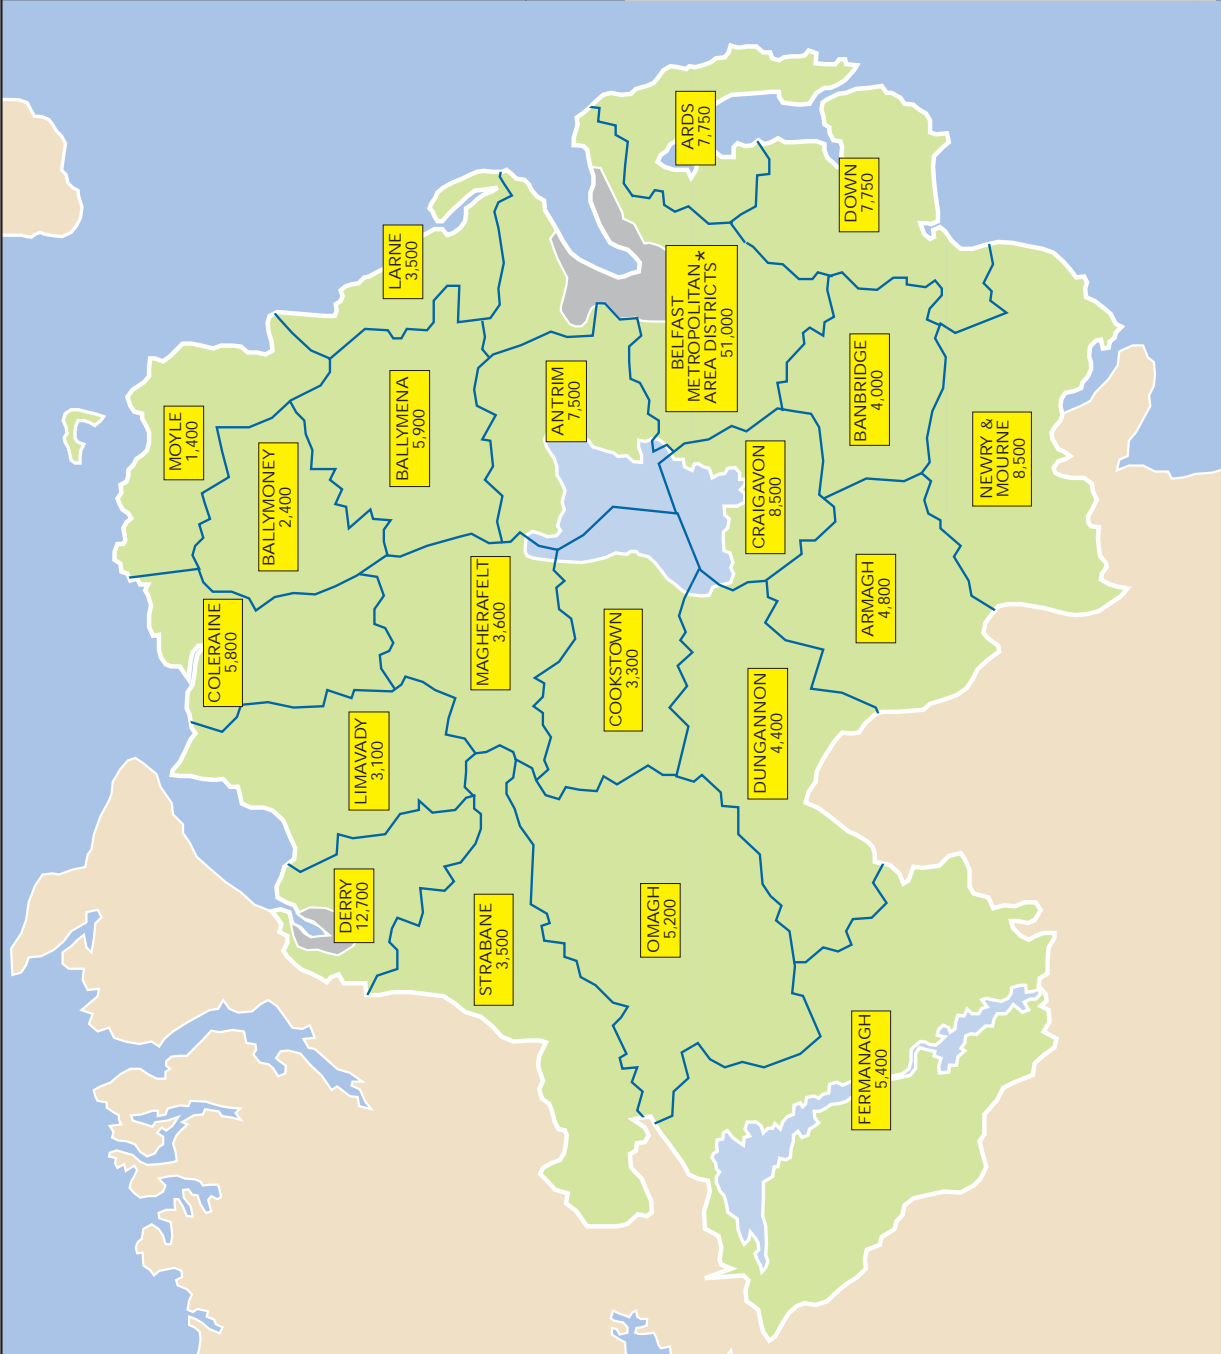 ARDS
7,750
DOWN
7,750
LARNE
3,500
BELFAST
METROPOLITAN*
AREA DISTRICTS
51,000
BANBRIDGE
4,000
MOYLE
1,400
BALLYMENA
5,900
ANTRIM
7,500
NEWRY &
MOURNE
8,500
BALLYMONEY
2,400
CRAIGAVON
8,500
ARMAGH
4,800
MAGHERAFELT
3,600
COLERAINE
5,800
COOKSTOWN
3,300
DUNGANNON
4,400
LIMAVADY
3,100
DERRY
12,700
OMAGH
5,200
STRABANE
3,500
FERMANAGH
5,400